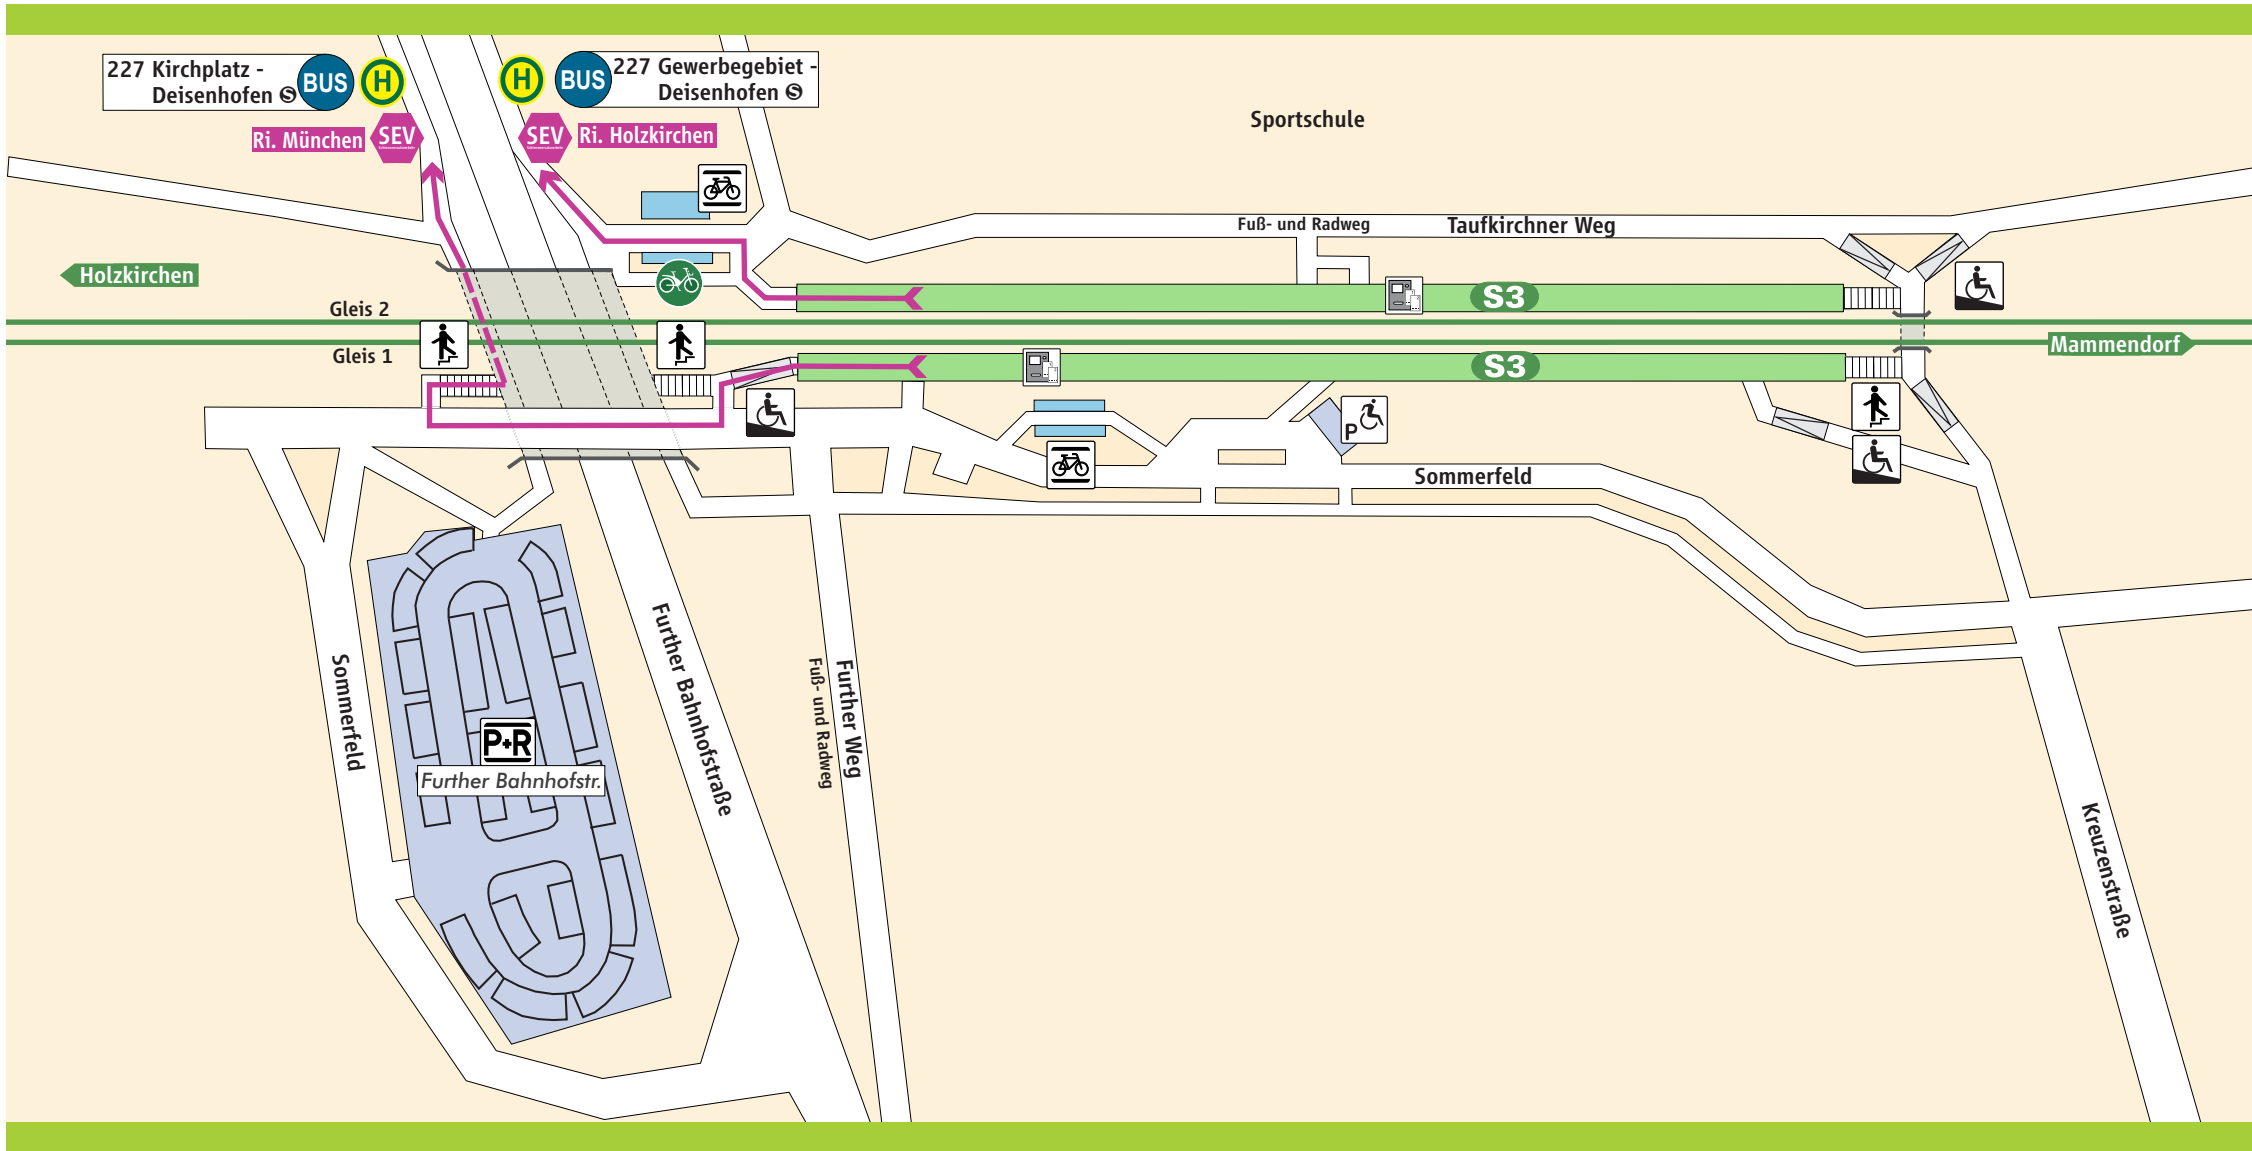 227 Kirchplatz -
Deisenhofen S
BUS
H
H
BUS
227 Gewerbegebiet -
Deisenhofen S
Ri. München
SEV
SEV
Ri. Holzkirchen
Sportschule
Fuß- und Radweg
Taufkirchner Weg
Holzkirchen
Gleis 2
S3
Gleis 1
Mammendorf
S3
P
Sommerfeld
Sommerfeld
Further Bahnhofstraße
Fuß- und Radweg
Further Weg
P+R
Further Bahnhofstr.
Kreuzenstraße